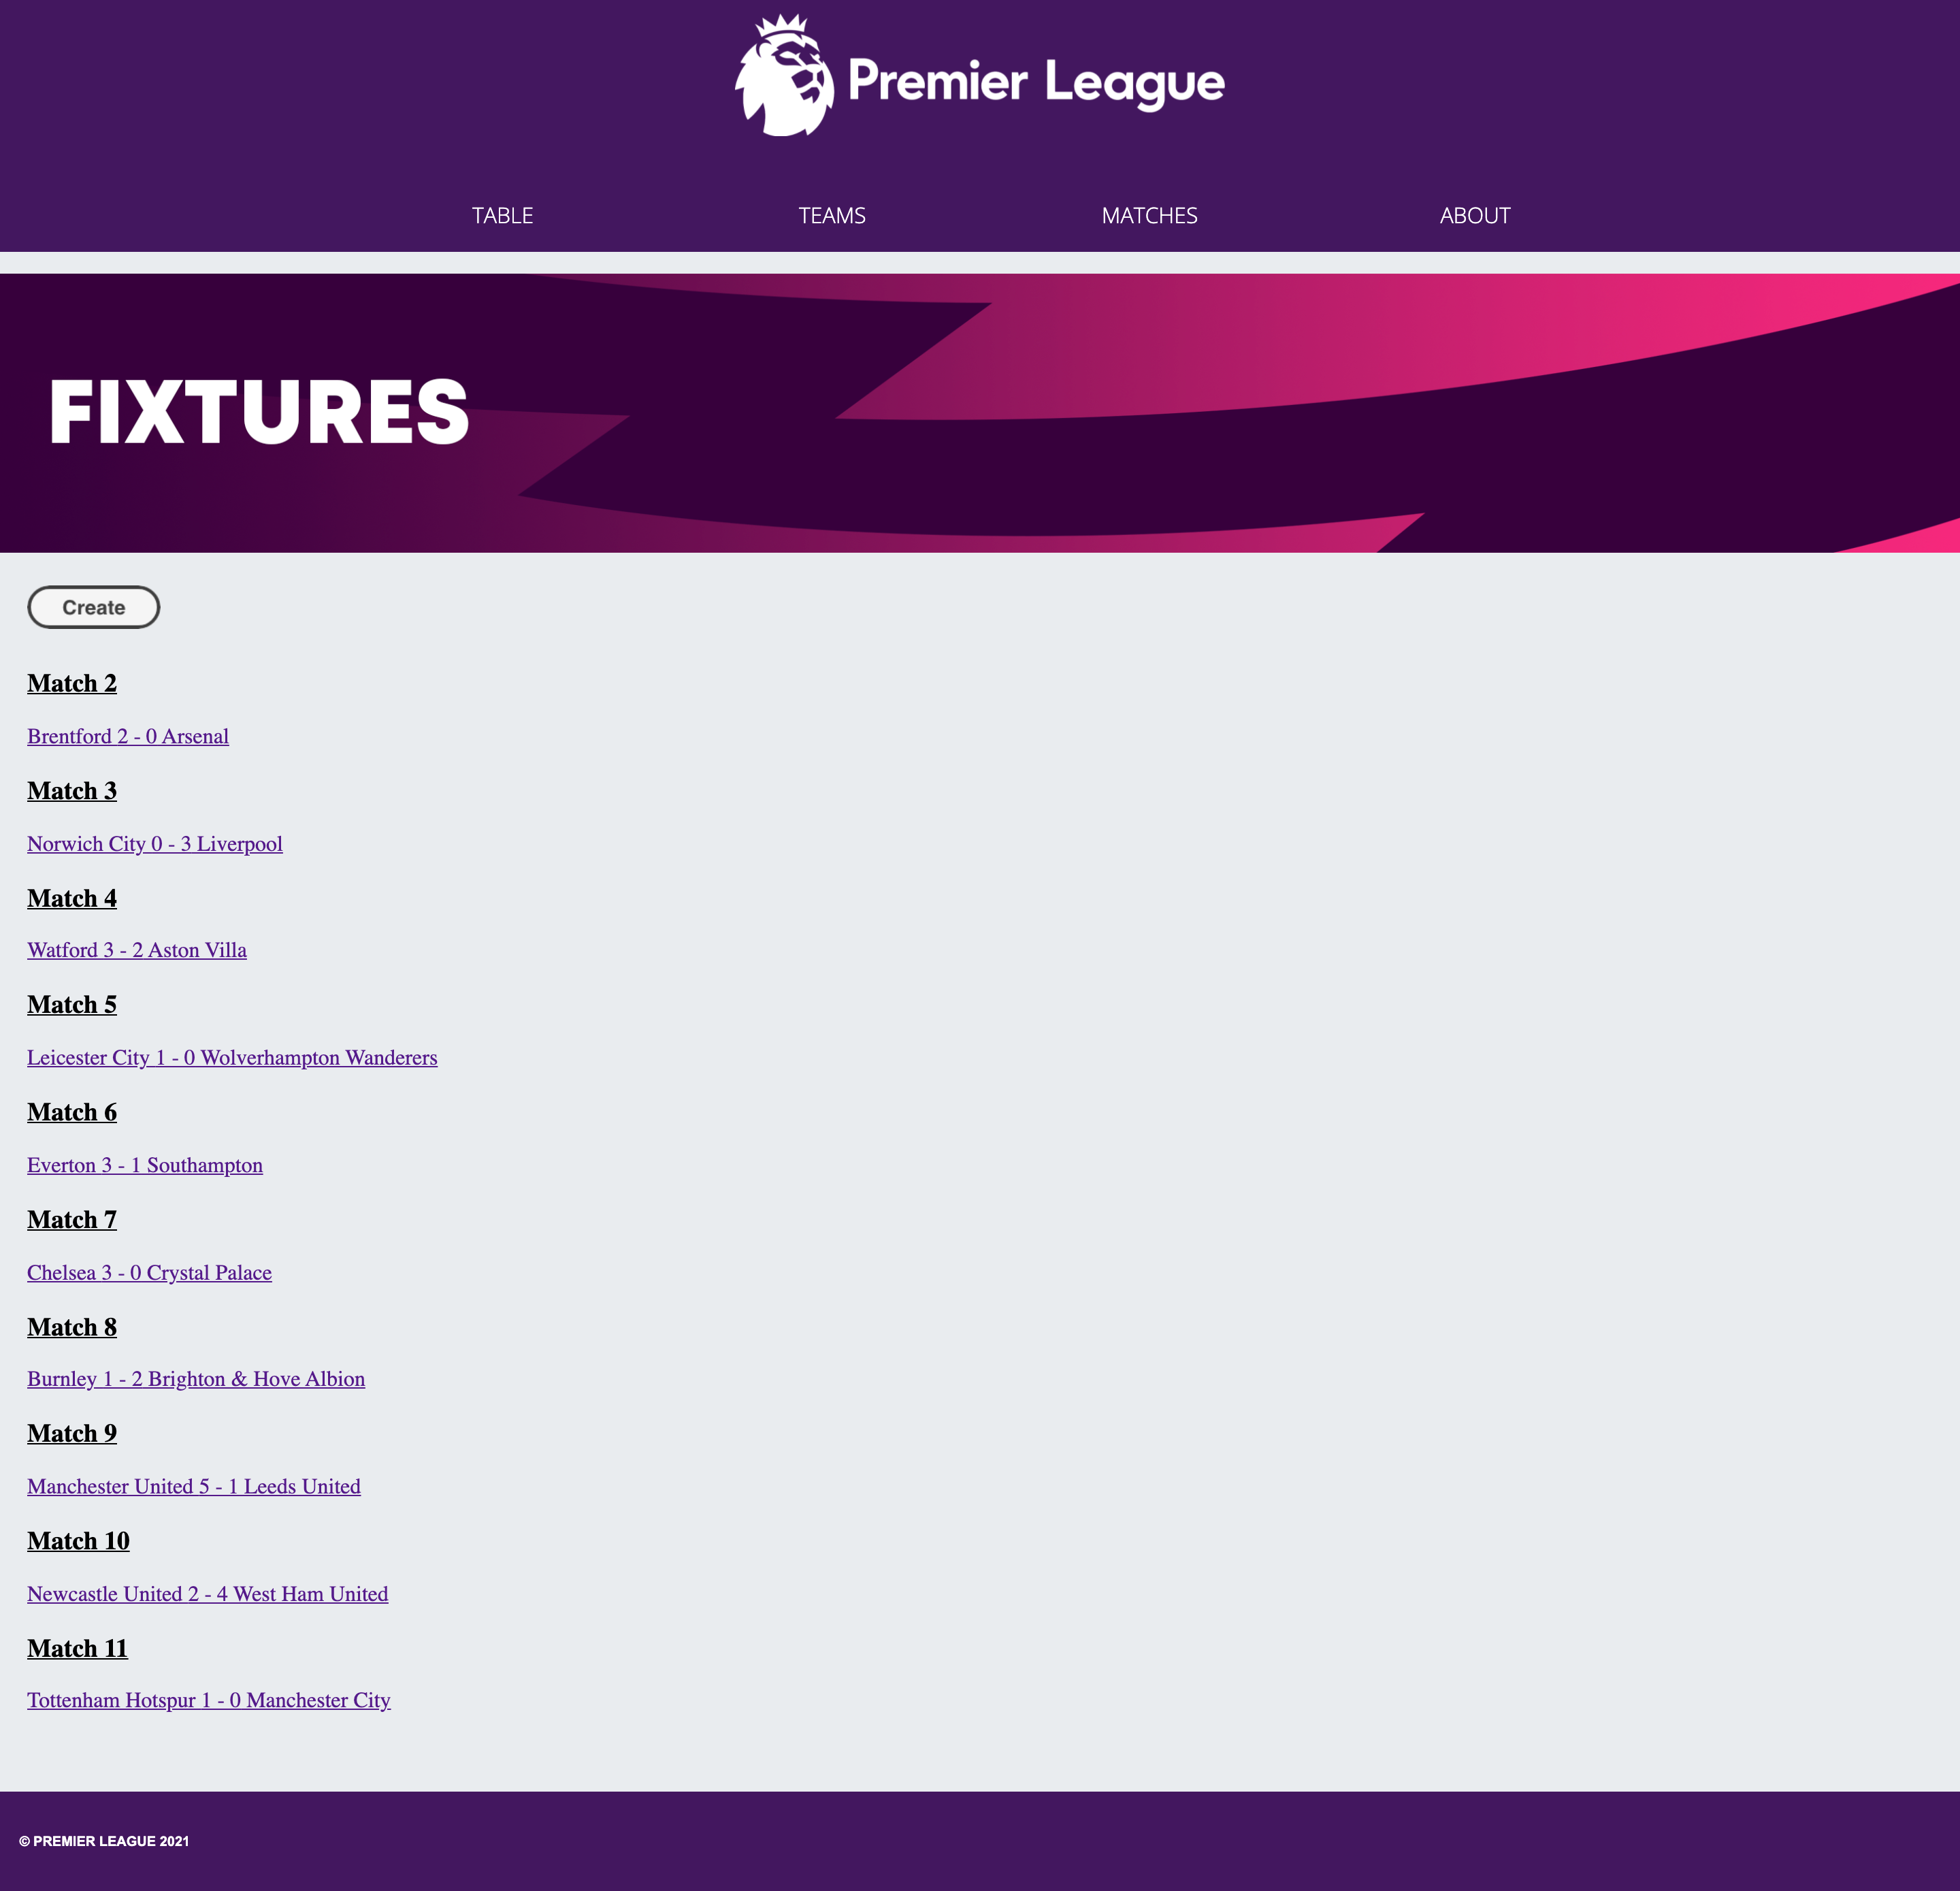 Premier League
TABLE TEAMS MATCHES ABOUT
FIXTURES
Create
Match 2
Brentford 2 - 0 Arsenal
Match 3
Norwich City 0 - 3 Liverpool
Match 4
Watford 3 - 2 Aston Villa
Match 5
Leicester City 1 - 0 Wolverhampton Wanderers
Match 6
Everton 3 - 1 Southampton
Match 7
Chelsea 3 - 0 Crystal Palace
Match 8
Burnley 1 - 2 Brighton & Hove Albion
Match 9
Manchester United 5 - 1 Leeds United
Match 10
Newcastle United 2 - 4 West Ham United
Match 11
Tottenham Hotspur 1 - 0 Manchester City
© PREMIER LEAGUE 2021